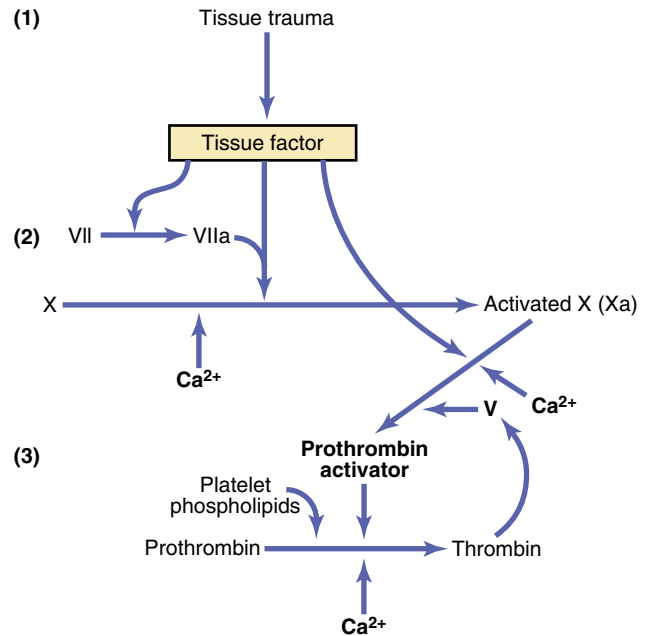 (1)
Tissue trauma
Tissue factor
(2)
VII
VIIa
X
Activated X (Xa)
Ca2+
V
Ca2+
(3)
Prothrombin
activator
Platelet
phospholipids
Prothrombin
Thrombin
Ca2+